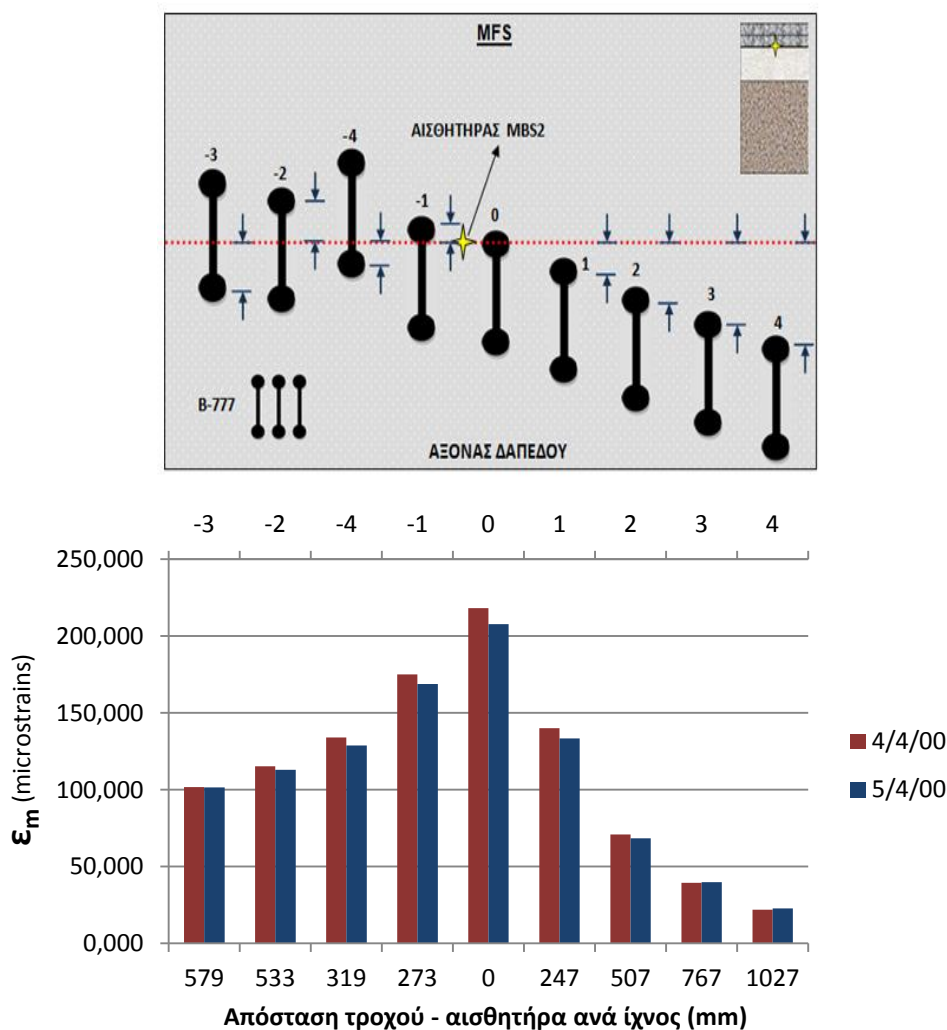 MFS
ΑΙΣΘΗΤΗΡΑΣ MBS2
-3
-2
-4
-1
0
1
2
3
4
B-777
ΑΞΟΝΑΣ ΔΑΠΕΔΟΥ
-3 -2 -4 -1 0 1 2 3 4
250,000
200,000
150,000
100,000
50,000
0,000
εm (microstrains)
579 533 319 273 0 247 507 767 1027
Απόσταση τροχού - αισθητήρα ανά ίχνος (mm)
4/4/00
5/4/00